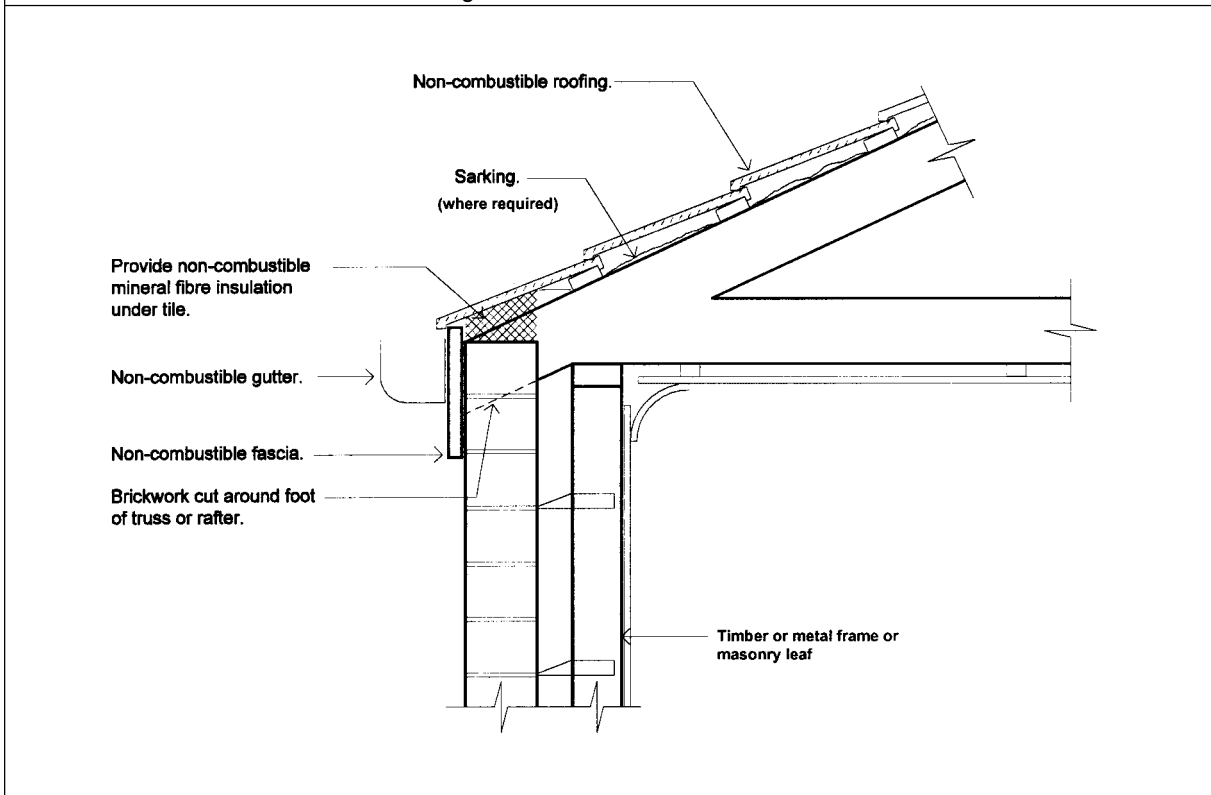 Non-combustible roofing.
Sarking.
(where required)
Provide non-combustible
mineral fibre insulation
under tile.
Non-combustible gutter.
Non-combustible fascia.
Brickwork cut around foot
of truss or rafter.
Timber or metal frame or
masonry leaf